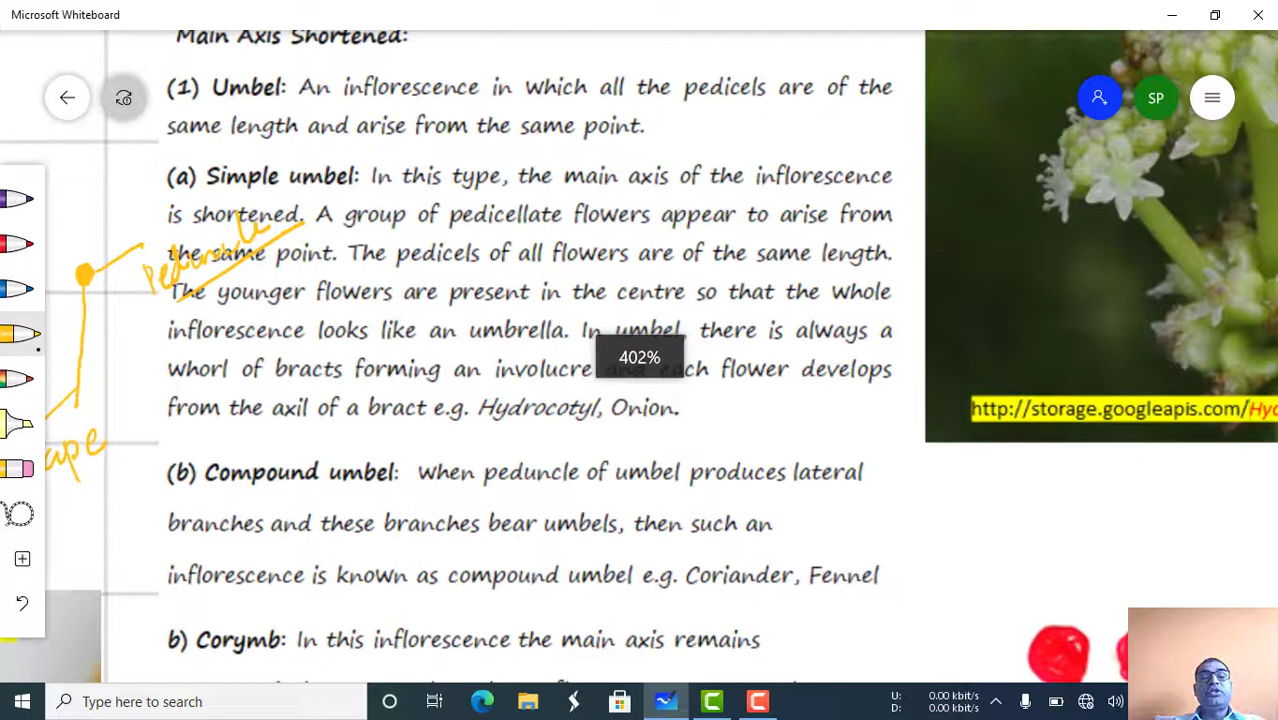 Microsoft Whiteboard
Main Axis Shortened:
(1) Umbel: An inflorescence in which all the pedicels are of the
same length and arise from the same point.
SP
(a) Simple umbel: In this type, the main axis of the inflorescence
is shortened. A group of pedicellate flowers appear to arise from
the same point. The pedicels of all flowers are of the same length.
Peduncle
The younger flowers are present in the centre so that the whole
inflorescence looks like an umbrella. In umbel, there is always a
402%
whorl of bracts forming an involucre and each flower develops
from the axil of a bract e.g. Hydrocotyl, Onion.
http://storage.googleapis.com/Hy
ape
(b) Compound umbel: When peduncle of umbel produces lateral
branches and these branches bear umbels, then such an
inflorescence is known as compound umbel e.g. Coriander, Fennel
b) Corymb: In this inflorescence the main axis remains
Type here to search
U: 0.00 kbit/s
D: 0.00 kbit/s